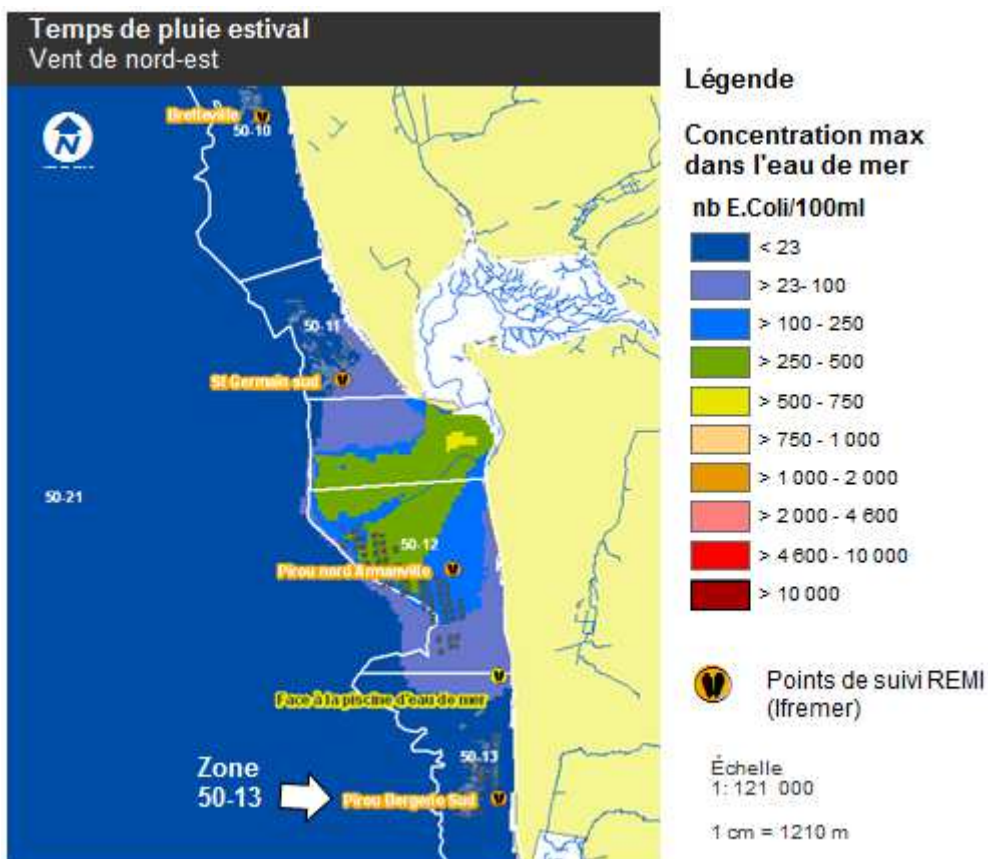 Temps de pluie estival
Vent de nord-est
N
Bretteville
50-10
50-11
St Germain sud
50-21
50-12
Pirou nord Armanville
Face à la piscine d'eau de mer
50-13
Zone
50-13
Pirou Bergerie Sud
Légende
Concentration max
dans l'eau de mer
nb E.Coli/100ml
< 23
> 23- 100
> 100 - 250
> 250 - 500
> 500 - 750
> 750 - 1 000
> 1 000 - 2 000
> 2 000 - 4 600
> 4 600 - 10 000
> 10 000
Points de suivi REMI
(Ifremer)
Échelle
1: 121 000
1 cm = 1210 m